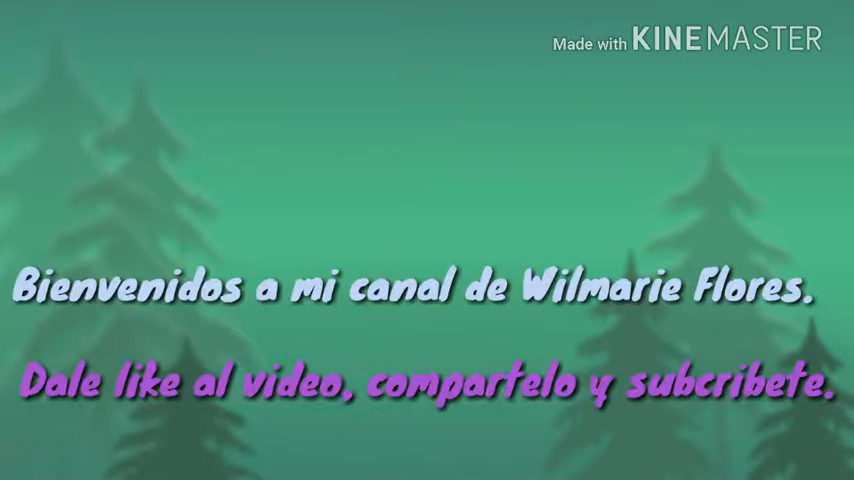 Made with KINEMASTER
Bienvenidos a mi canal de Wilmarie Flores.
Dale like al video, compartelo y subcribete.